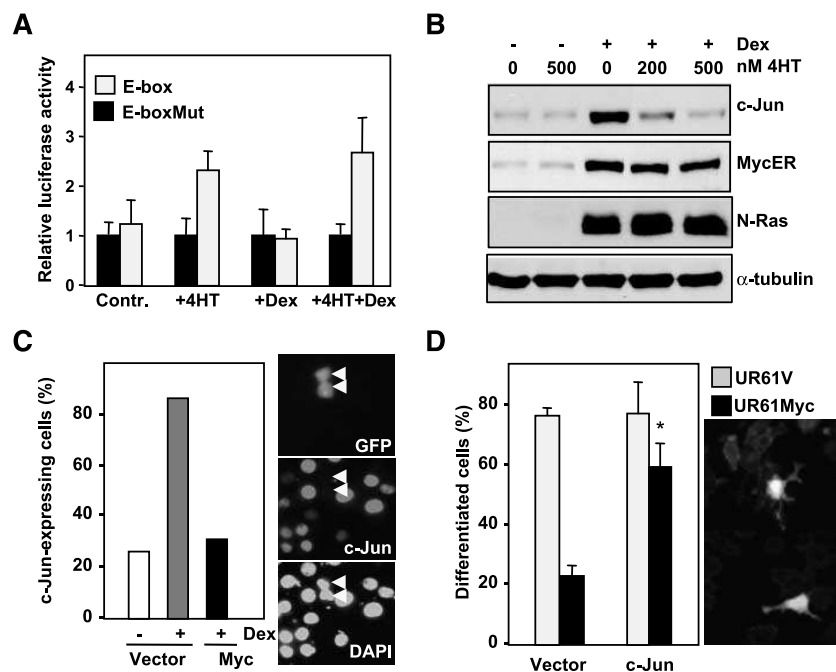 A
Relative luciferase activity
4
3
2
1
0
E-box
E-boxMut
Contr. +4HT +Dex +4HT+Dex
B
- - + + + Dex
0 500 0 200 500 nM 4HT
c-Jun
MycER
N-Ras
α-tubulin
C
c-Jun-expressing cells (%)
80
60
40
20
0
- + + Dex
Vector Myc
GFP
c-Jun
DAPI
D
Differentiated cells (%)
80
60
40
20
0
UR61V
UR61Myc
*
Vector c-Jun